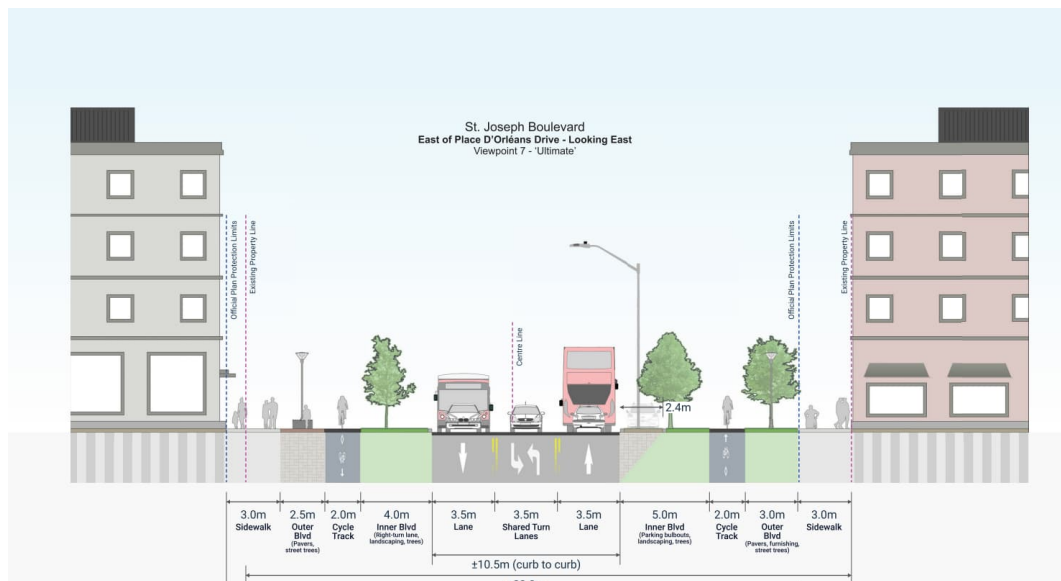 St. Joseph Boulevard
East of Place D'Orléans Drive - Looking East
Viewpoint 7 - 'Ultimate'
Official Plan Protection Limits
Existing Property Line
Centre Line
Official Plan Protection Limits
Existing Property Line
2.4m
3.0m
Sidewalk
2.5m
Outer
Blvd
(Pavers,
street trees)
2.0m
Cycle
Track
4.0m
Inner Blvd
(Right-turn lane,
landscaping, trees)
3.5m
Lane
3.5m
Shared Turn
Lanes
3.5m
Lane
5.0m
Inner Blvd
(Parking bulbouts,
landscaping, trees)
2.0m
Cycle
Track
3.0m
Outer
Blvd
(Pavers, furnishing,
street trees)
3.0m
Sidewalk
±10.5m (curb to curb)